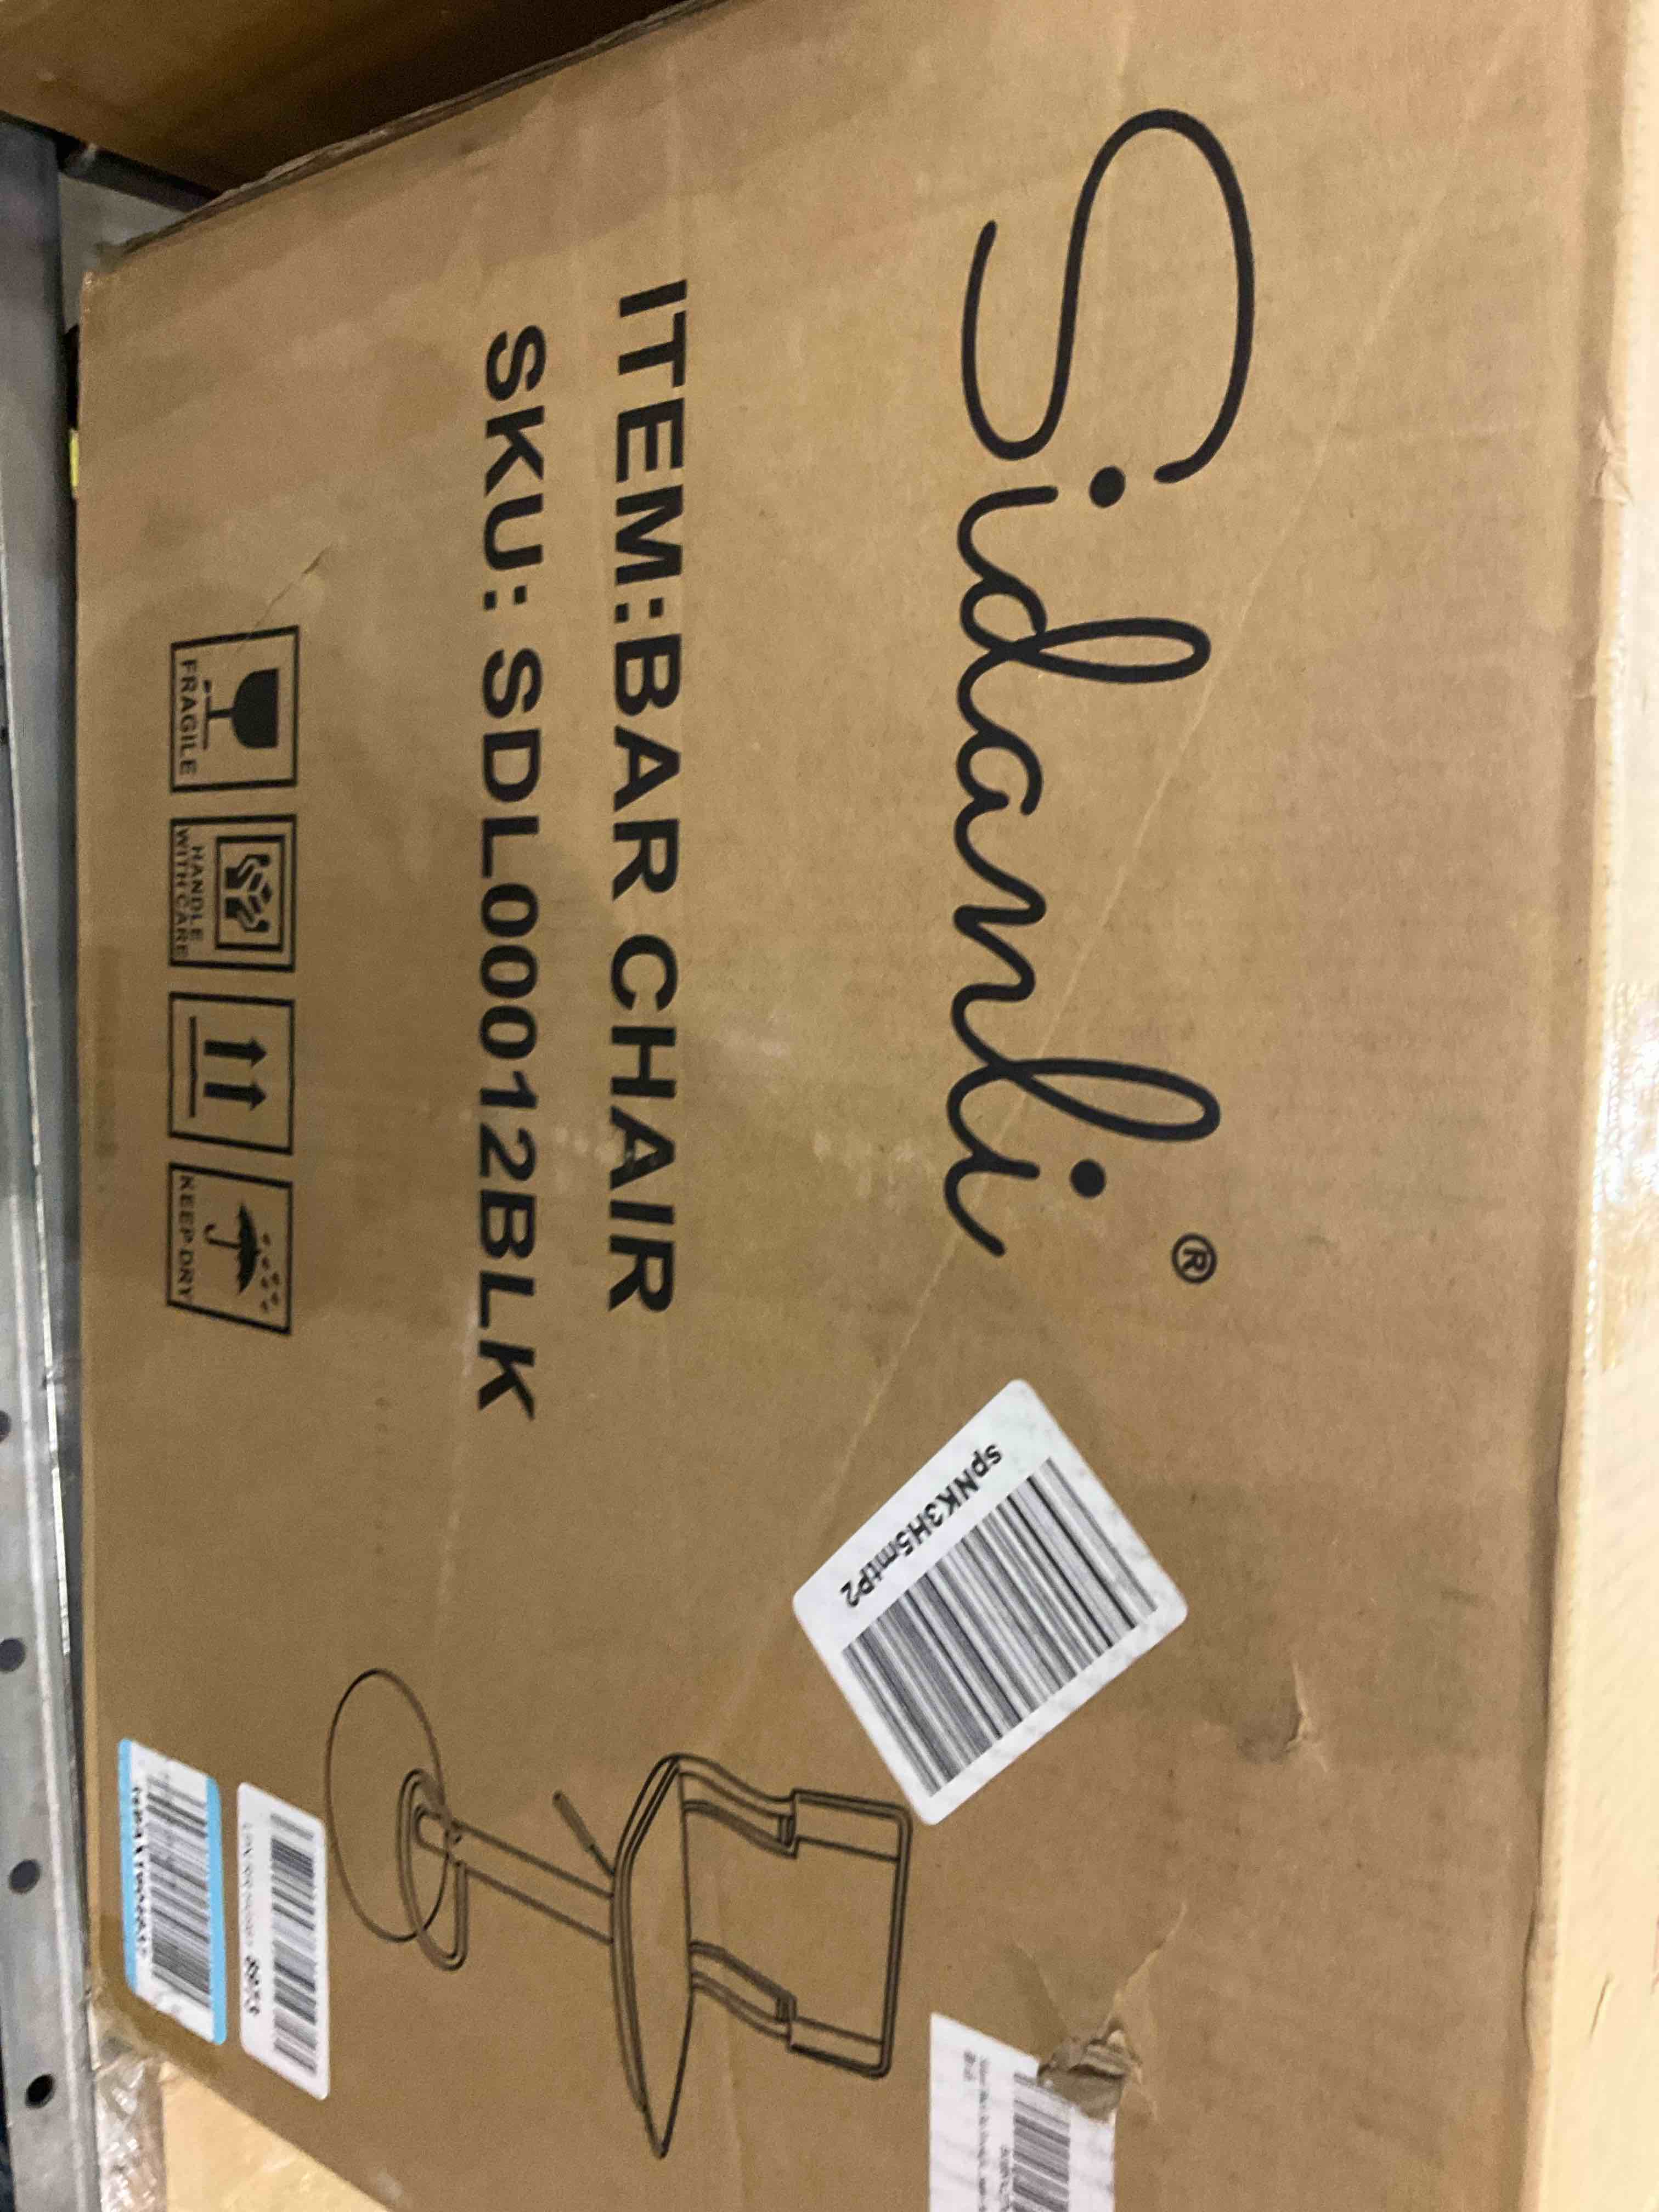 Sidanli®
ITEM:BAR CHAIR
SKU: SDL00012BLK
FRAGILE
HANDLE
WITH CARE
KEEP DRY
spNK3H5mtP2